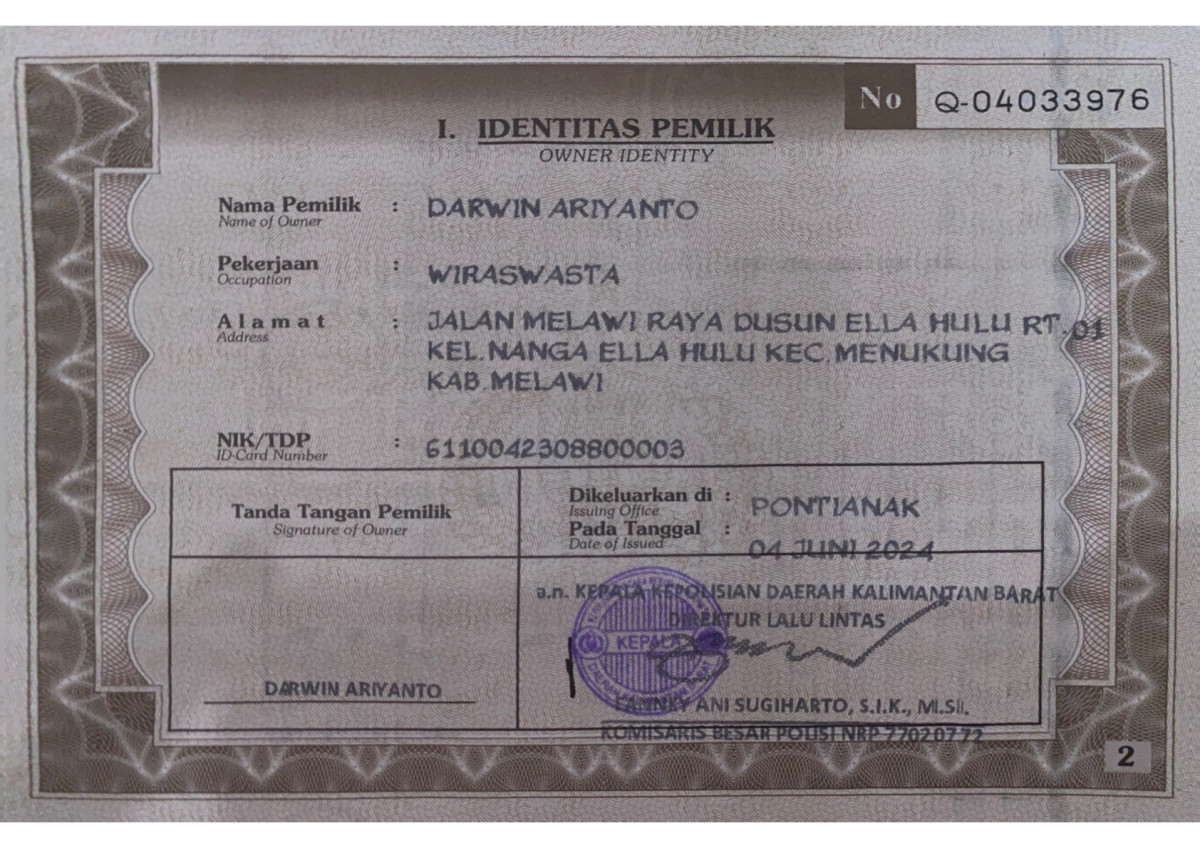 No Q-04033976
I. IDENTITAS PEMILIK
OWNER IDENTITY
Nama Pemilik : DARWIN ARIYANTO
Name of Owner
Pekerjaan : WIRASWASTA
Occupation
Alamat : JALAN MELAWI RAYA DUSUN ELLA HULU RT.01
Address
KEL.NANGA ELLA HULU KEC.MENUKUNG
KAB.MELAWI
NIK/TDP : 6110042308800003
ID-Card Number
Tanda Tangan Pemilik
Signature of Owner
Dikeluarkan di : PONTIANAK
Issuing Office
Pada Tanggal : 04 JUNI 2024
Date of Issued
a.n. KEPALA KEPOLISIAN DAERAH KALIMANTAN BARAT
DIREKTUR LALU LINTAS
KEPALA
DARWIN ARIYANTO
ANI SUGIHARTO, S.I.K., M.Si.
KOMISARIS BESAR POLISI NRP 77020772
2